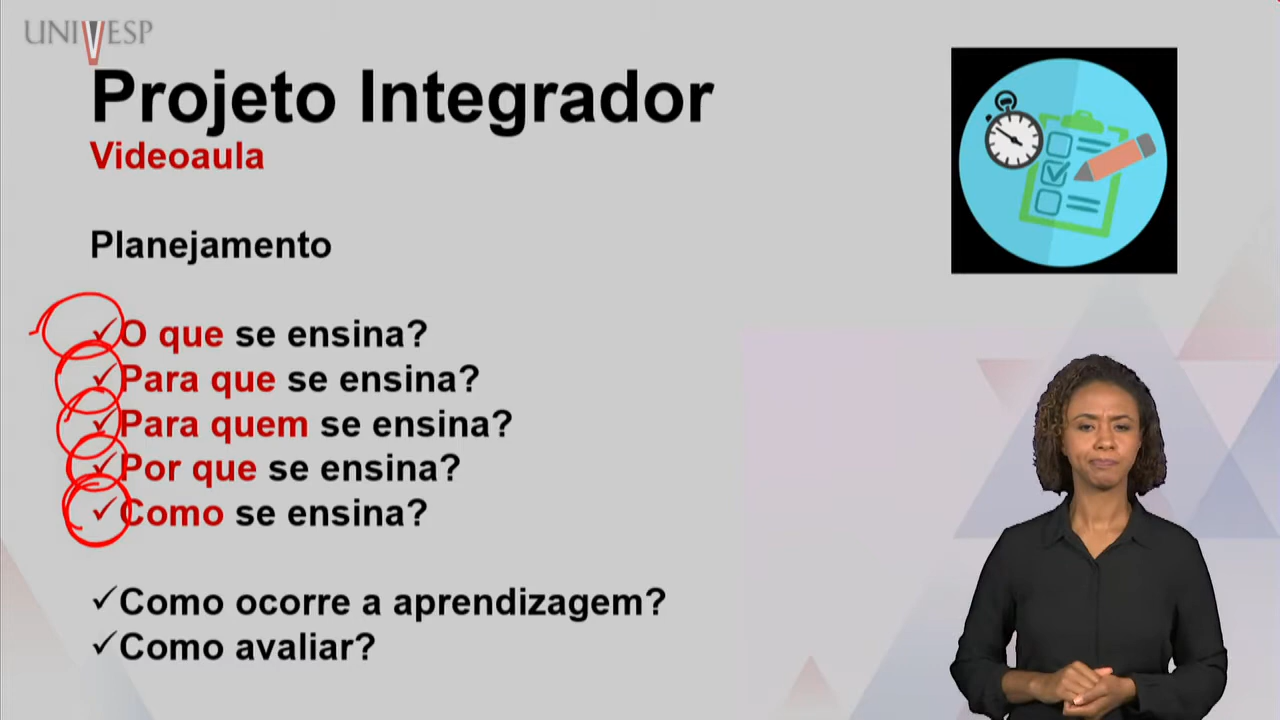 UNIVESP
Projeto Integrador
Videoaula
Planejamento
✓O que se ensina?
✓Para que se ensina?
✓Para quem se ensina?
✓Por que se ensina?
✓Como se ensina?
✓Como ocorre a aprendizagem?
✓Como avaliar?